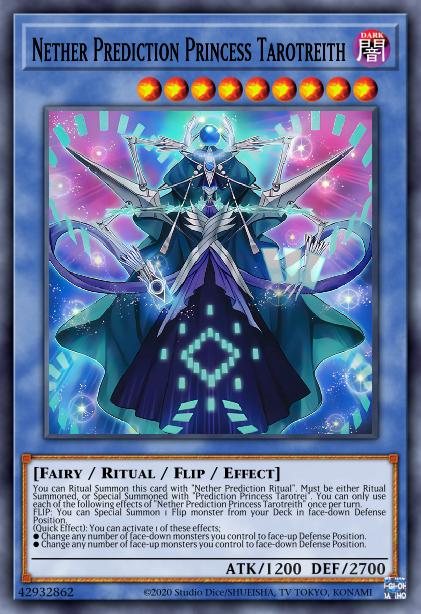 NETHER PREDICTION PRINCESS TAROTREITH
DARK
闇
[FAIRY / RITUAL / FLIP / EFFECT]
You can Ritual Summon this card with "Nether Prediction Ritual". Must be either Ritual
Summoned, or Special Summoned with "Prediction Princess Tarotrei". You can only use
each of the following effects of "Nether Prediction Princess Tarotreith" once per turn.
FLIP: You can Special Summon 1 Flip monster from your Deck in face-down Defense
Position.
(Quick Effect): You can activate 1 of these effects;
● Change any number of face-down monsters you control to face-up Defense Position.
● Change any number of face-up monsters you control to face-down Defense Position.
ATK/1200 DEF/2700
42932862
©2020 Studio Dice/SHUEISHA, TV TOKYO, KONAMI